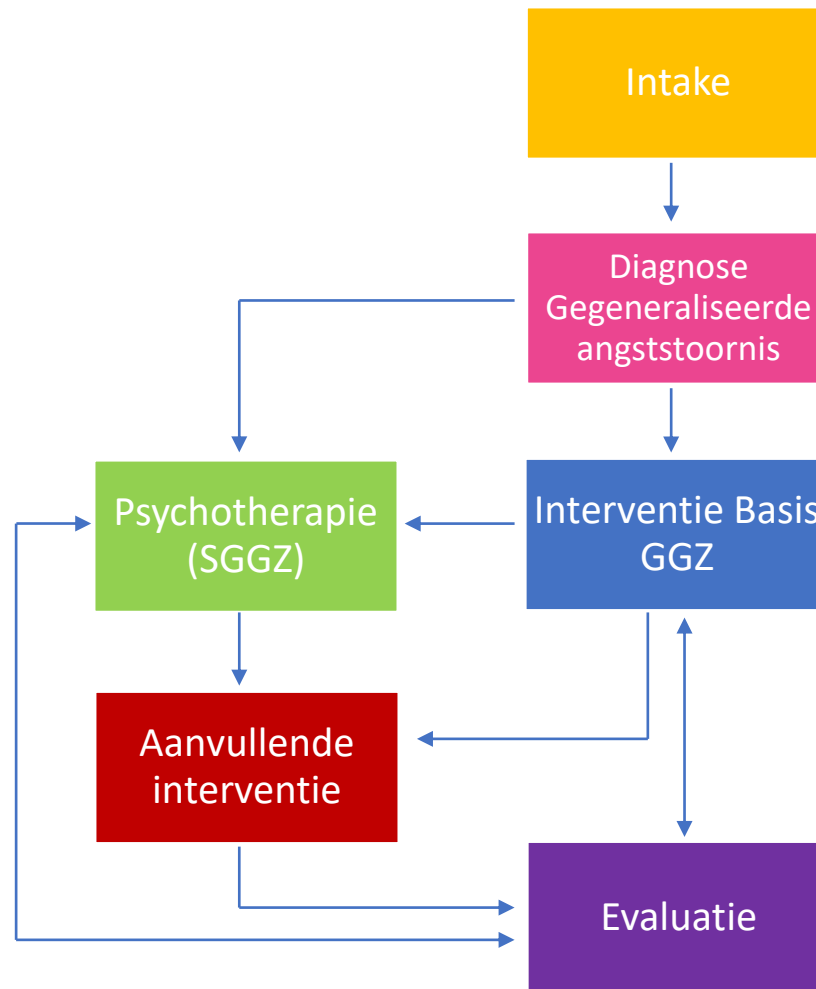 Intake
Diagnose
Gegeneraliseerde
angststoornis
Psychotherapie
(SGGZ)
Interventie Basis
GGZ
Aanvullende
interventie
Evaluatie